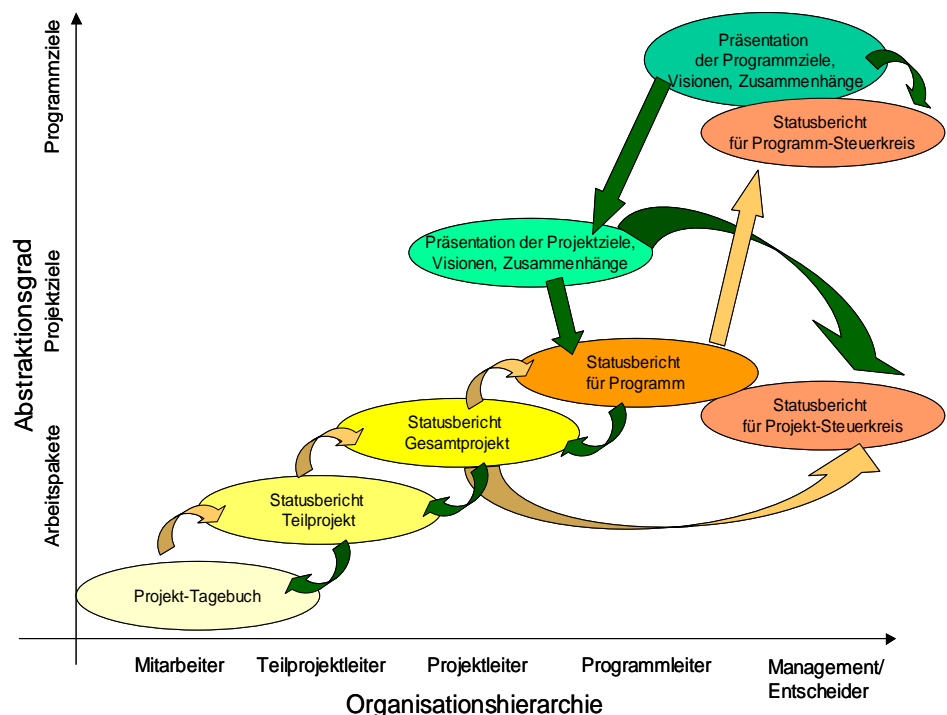 Präsentation
der Programmziele,
Visionen, Zusammenhänge
Statusbericht
für Programm-Steuerkreis
Präsentation der Projektziele,
Visionen, Zusammenhänge
Statusbericht
für Programm
Statusbericht
für Projekt-Steuerkreis
Statusbericht
Gesamtprojekt
Statusbericht
Teilprojekt
Projekt-Tagebuch
Abstraktionsgrad
Programmziele
Projektziele
Arbeitspakete
Mitarbeiter
Teilprojektleiter
Projektleiter
Programmleiter
Management/
Entscheider
Organisationshierarchie